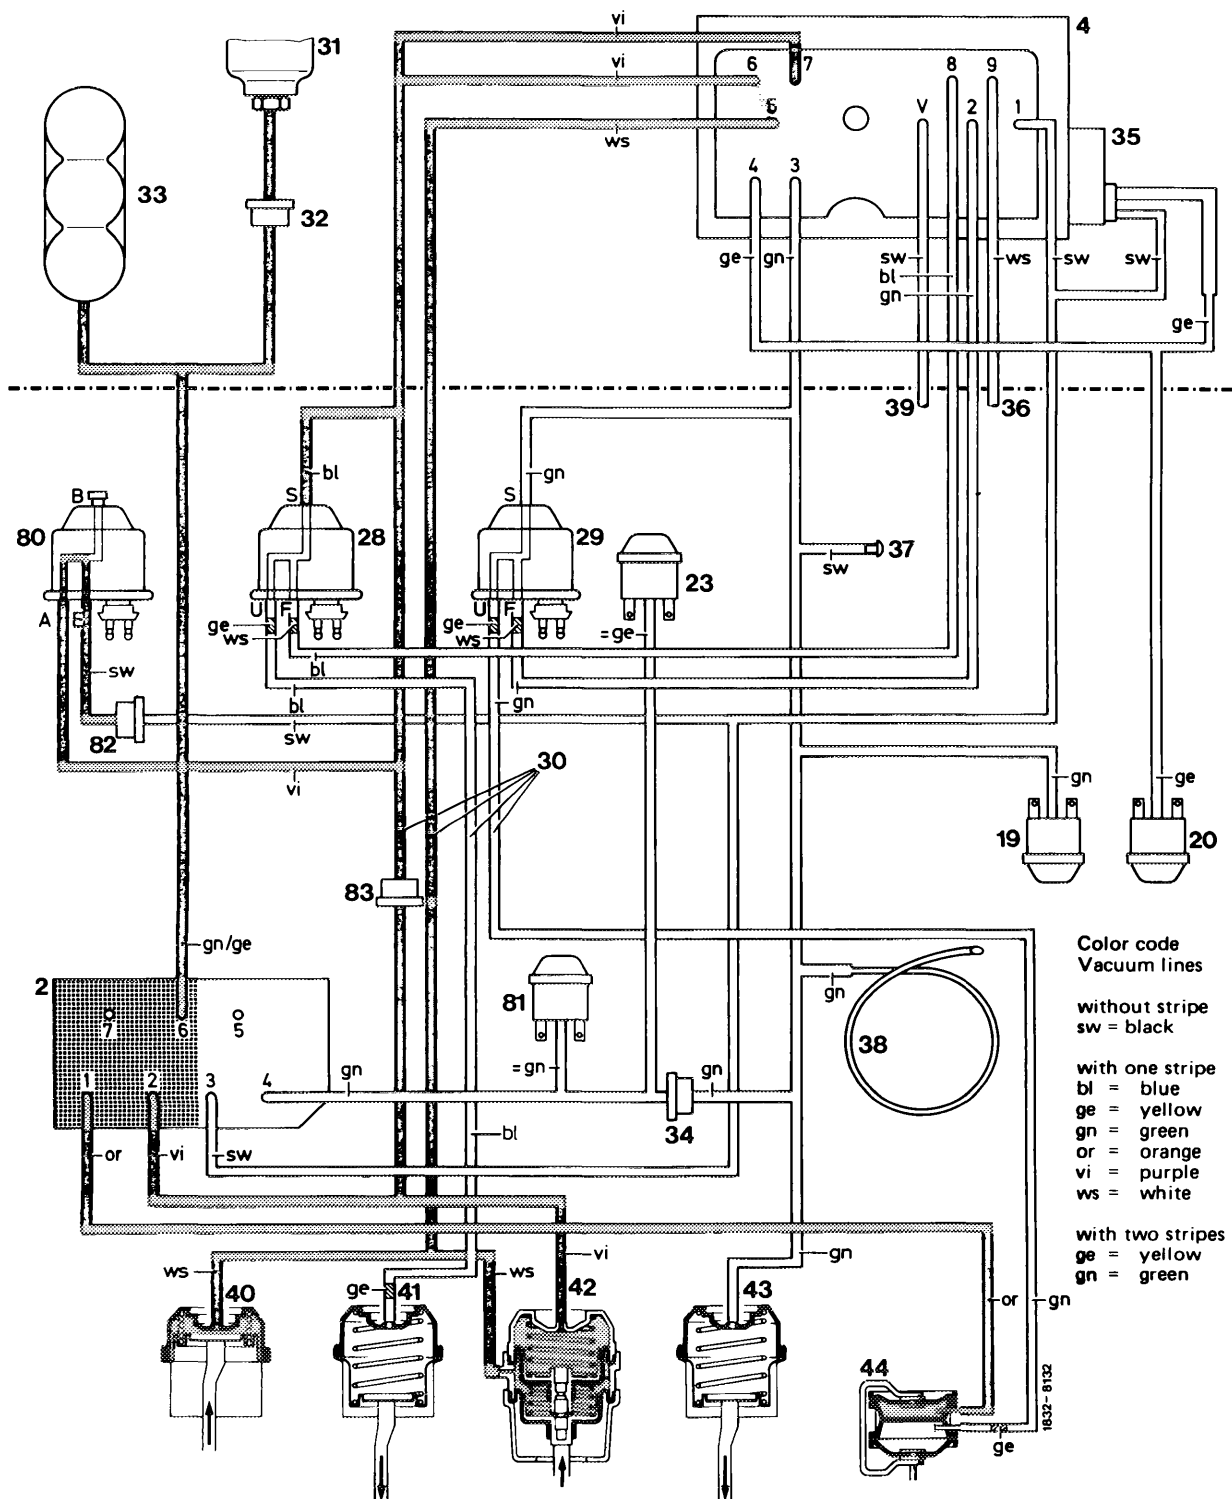 vi
4
31
6
7
8
9
vi
33
5
V
2
1
35
ws
32
4
3
ge
gn
sw
bl
gn
ws
sw
sw
ge
39
36
bl
gn
B
S
S
80
28
29
23
37
sw
A
E
U
F
U
F
ge
ws
ge
ws
=ge
sw
bl
bl
gn
82
sw
30
vi
gn
ge
19
20
83
gn/ge
2
7
6
5
81
gn
38
=gn
1
2
3
4
gn
gn
34
bl
or
vi
sw
Color code
Vacuum lines
without stripe
sw = black
with one stripe
bl = blue
ge = yellow
gn = green
or = orange
vi = purple
ws = white
with two stripes
ge = yellow
gn = green
ws
40
ge
41
ws
vi
42
43
gn
or
gn
44
ge
1832-8132